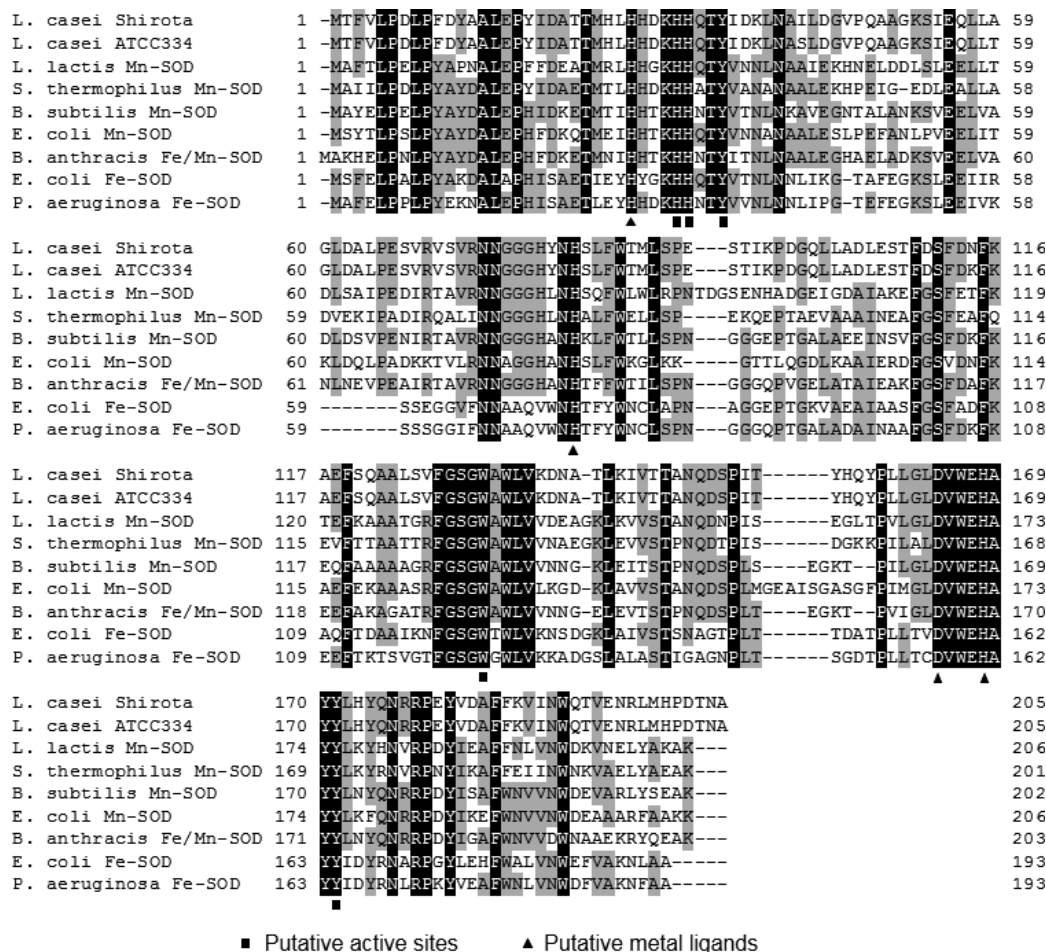 L. casei Shirota 1 -MTFVLPDLPFDYAALEPYIDATTMHLHHDKHHQTYIDKLNAILDGVPQAAGKSIEQLLA 59
L. casei ATCC334 1 -MTFVLPDLPFDYAALEPYIDATTMHLHHDKHHQTYIDKLNASLDGVPQAAGKSIEQLLT 59
L. lactis Mn-SOD 1 -MAFTLPELPYAPNALEPFFDEATMRLHHGKHHQTYVNNLNAAIEKHNELDDLSLEELLT 59
S. thermophilus Mn-SOD 1 -MAIILPDLPYAYDALEPYIDAETMTLHHDKHHATYVANANAALEKHPEIG-EDLEALLA 58
B. subtilis Mn-SOD 1 -MAYELPELPYAYDALEPHIDKETMTIHHTKHHNTYVTNLNKAVEGNTALANKSVEELVA 59
E. coli Mn-SOD 1 -MSYTLPSLPYAYDALEPHFDKQTMEIHHTKHHQTYVNNANAALESLPEFANLPVEELIT 59
B. anthracis Fe/Mn-SOD 1 MAKHELPNLPYAYDALEPHFDKETMNIHHTKHHNTYITNLNAALEGHAELADKSVEELVA 60
E. coli Fe-SOD 1 -MSFELPALPYAKDALAPHISAETIEYHYGKHHQTYVTNLNNLIKG-TAFEGKSLEEIIR 58
P. aeruginosa Fe-SOD 1 -MAFELPPLPYEKNALEPHISAETLEYHHDKHHNTYVVNLNNLIPG-TEFEGKSLEEIVK 58
L. casei Shirota 60 GLDALPESVRVSVRNNGGGHYNHSLFWTMLSPE---STIKPDGQLLADLESTFDSFDNFK 116
L. casei ATCC334 60 GLDALPESVRVSVRNNGGGHYNHSLFWTMLSPE---STIKPDGQLLADLESTFDSFDKFK 116
L. lactis Mn-SOD 60 DLSAIPEDIRTAVRNNGGGHLNHSQFWLWLRPNTDGSENHADGEIGDAIAKEFGSFETFK 119
S. thermophilus Mn-SOD 59 DVEKIPADIRQALINNGGGHLNHALFWELLSP----EKQEPTAEVAAAINEAFGSFEAFQ 114
B. subtilis Mn-SOD 60 DLDSVPENIRTAVRNNGGGHANHKLFWTLLSPN---GGGEPTGALAEEINSVFGSFDKFK 116
E. coli Mn-SOD 60 KLDQLPADKKTVLRNNAGGHANHSLFWKGLKK-----GTTLQGDLKAAIERDFGSVDNFK 114
B. anthracis Fe/Mn-SOD 61 NLNEVPEAIRTAVRNNGGGHANHTFFWTILSPN---GGGQPVGELATAIEAKFGSFDAFK 117
E. coli Fe-SOD 59 -------SSEGGVFNNAAQVWNHTFYWNCLAPN---AGGEPTGKVAEAIAASFGSFADFK 108
P. aeruginosa Fe-SOD 59 -------SSSGGIFNNAAQVWNHTFYWNCLSPN---GGGQPTGALADAINAAFGSFDKFK 108
L. casei Shirota 117 AEFSQAALSVFGSGWAWLVKDNA-TLKIVTTANQDSPIT------YHQYPLLGLDVWEHA 169
L. casei ATCC334 117 AEFSQAALSVFGSGWAWLVKDNA-TLKIVTTANQDSPIT------YHQYPLLGLDVWEHA 169
L. lactis Mn-SOD 120 TEFKAAATGRFGSGWAWLVVDEAGKLKVVSTANQDNPIS------EGLTPVLGLDVWEHA 173
S. thermophilus Mn-SOD 115 EVFTTAATTRFGSGWAWLVVNAEGKLEVVSTANQDTPIS------DGKKPILALDVWEHA 168
B. subtilis Mn-SOD 117 EQFAAAAAGRFGSGWAWLVVNNG-KLEITSTPNQDSPLS------EGKT-PILGLDVWEHA 169
E. coli Mn-SOD 115 AEFEKAAASRFGSGWAWLVLKGD-KLAVVSTANQDSPLMGEAISGASGFPIMGLDVWEHA 173
B. anthracis Fe/Mn-SOD 118 EEFAKAGATRFGSGWAWLVVNNG-ELEVTSTPNQDSPLT------EGKT--PVIGLDVWEHA 170
E. coli Fe-SOD 109 AQFTDAAIKNFGSGWTWLVKNSDGKLAIVSTSNAGTPLT------TDATPLLTVDVWEHA 162
P. aeruginosa Fe-SOD 109 EEFTKTSVGTFGSGWGWLVKKADGSLALASTIGAGNPLT------SGDTPLLTCDVWEHA 162
L. casei Shirota 170 YYLHYQNRRPEYVDAFFKVINWQTVENRLMHPDTNA 205
L. casei ATCC334 170 YYLHYQNRRPEYVDAFFKVINWQTVENRLMHPDTNA 205
L. lactis Mn-SOD 174 YYLKYHNVRPDYIEAFFNLVNWDKVNELYAKAK--- 206
S. thermophilus Mn-SOD 169 YYLKYRNVRPNYIKAFFEIINWNKVAELYAEAK--- 201
B. subtilis Mn-SOD 170 YYLNYQNRRPDYISAFWNVVNWDEVARLYSEAK--- 202
E. coli Mn-SOD 174 YYLKFQNRRPDYIKEFWNVVNWDEAAARFAAKK--- 206
B. anthracis Fe/Mn-SOD 171 YYLNYQNRRPDYIGAFWNVVDWNAAEKRYQEAK--- 203
E. coli Fe-SOD 163 YYIDYRNARPGYLEHFWALVNWEFVAKNLAA----- 193
P. aeruginosa Fe-SOD 163 YYIDYRNLRPKYVEAFWNLVNWDFVAKNFAA----- 193
■ Putative active sites ▲ Putative metal ligands